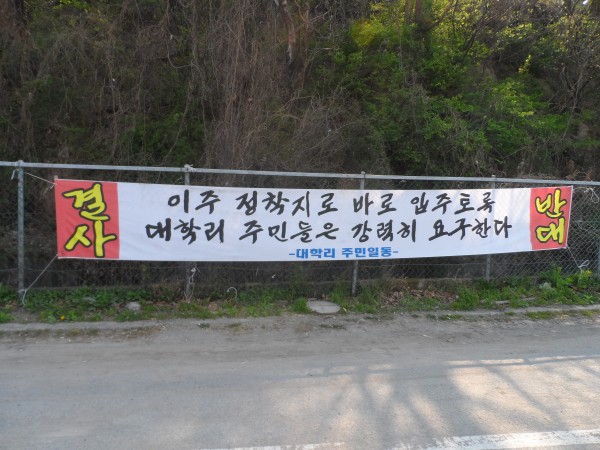 결사
이주 정착지로 바로 입주토록
대학리 주민들은 강력히 요구한다
-대학리 주민일동-
반대